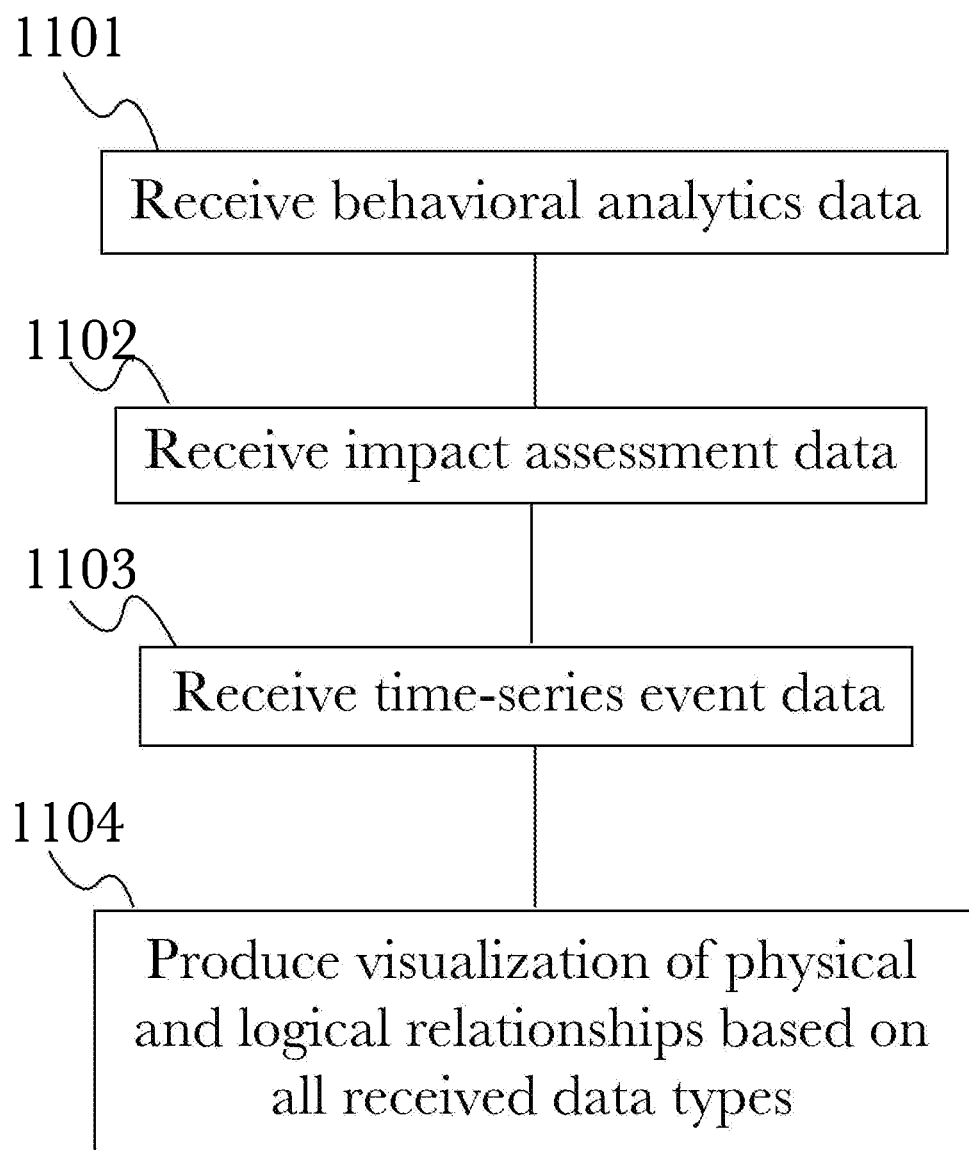 1101
Receive behavioral analytics data
1102
Receive impact assessment data
1103
Receive time-series event data
1104
Produce visualization of physical
and logical relationships based on
all received data types